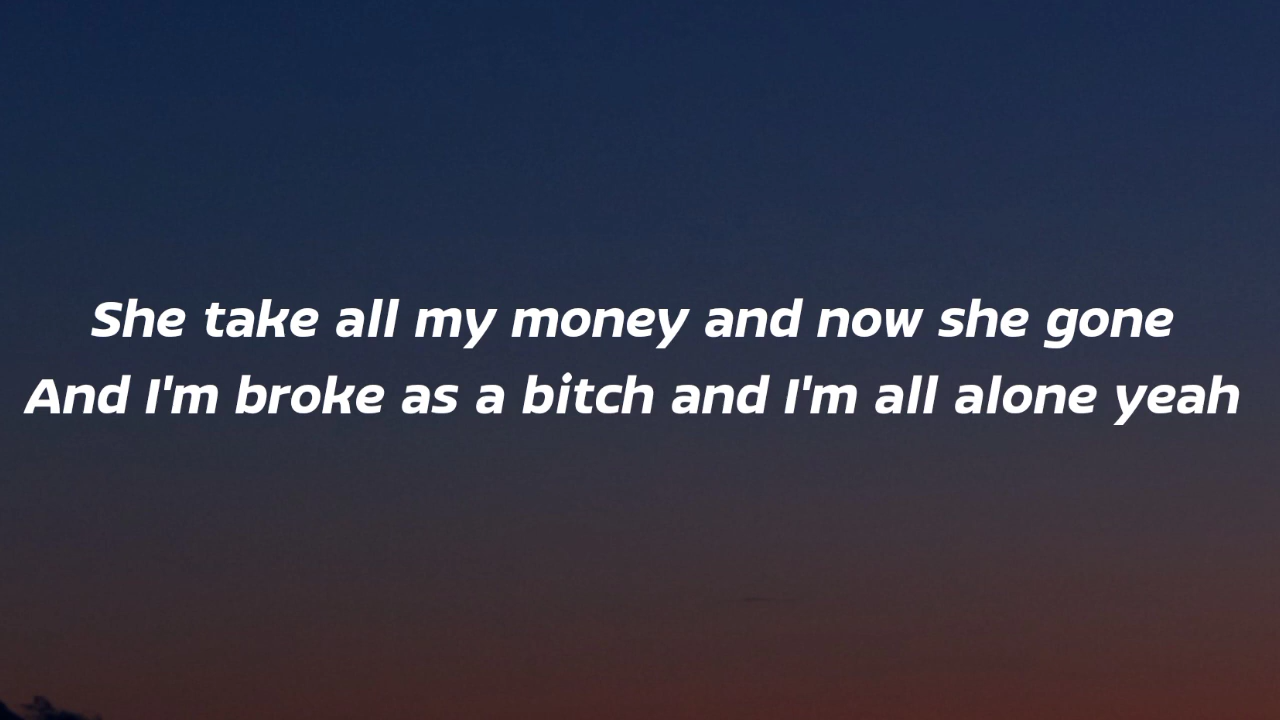 She take all my money and now she gone
And I'm broke as a bitch and I'm all alone yeah